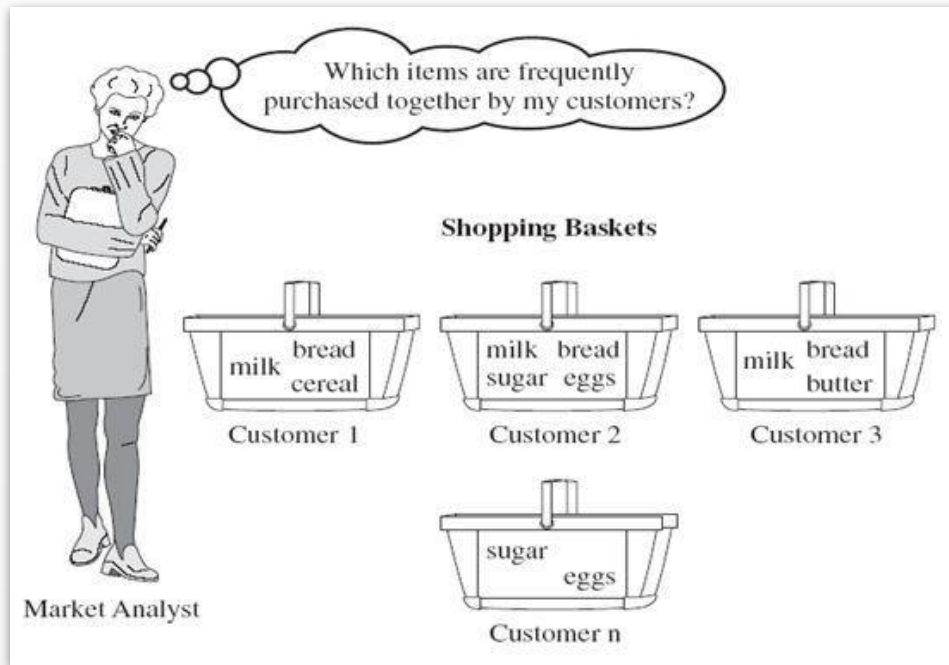 Which items are frequently
purchased together by my customers?
Shopping Baskets
milk bread
cereal
Customer 1
milk bread
sugar eggs
Customer 2
milk bread
butter
Customer 3
sugar
eggs
Customer n
Market Analyst